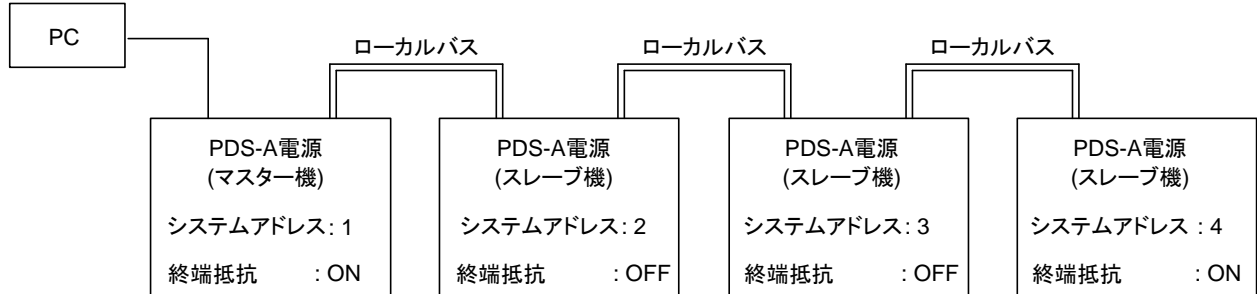 PC
ローカルバス
ローカルバス
ローカルバス
PDS-A電源
(マスター機)
システムアドレス: 1
終端抵抗 : ON
PDS-A電源
(スレーブ機)
システムアドレス: 2
終端抵抗 : OFF
PDS-A電源
(スレーブ機)
システムアドレス: 3
終端抵抗 : OFF
PDS-A電源
(スレーブ機)
システムアドレス : 4
終端抵抗 : ON